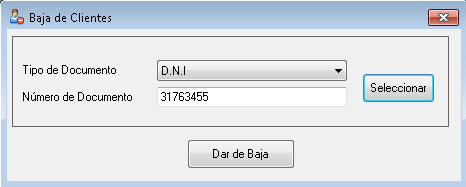 Baja de Clientes
Tipo de Documento D.N.I
Seleccionar
Número de Documento 31763455
Dar de Baja